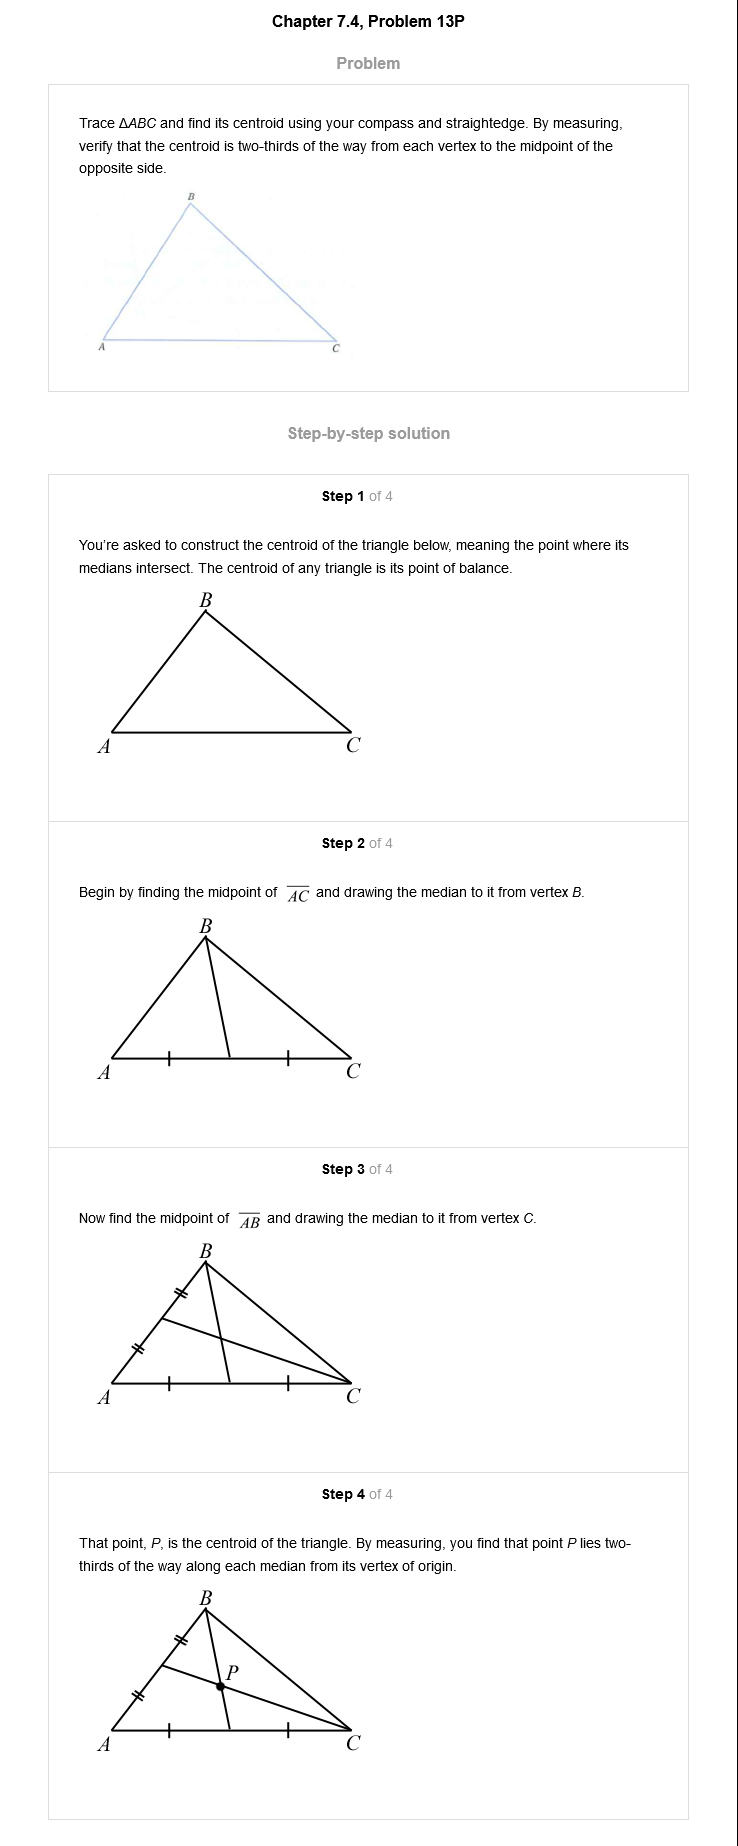 Chapter 7.4, Problem 13P
Problem
Trace ΔABC and find its centroid using your compass and straightedge. By measuring,
verify that the centroid is two-thirds of the way from each vertex to the midpoint of the
opposite side.
B
A
C
Step-by-step solution
Step 1 of 4
You're asked to construct the centroid of the triangle below, meaning the point where its
medians intersect. The centroid of any triangle is its point of balance.
B
A
C
Step 2 of 4
Begin by finding the midpoint of A̅C̅ and drawing the median to it from vertex B.
B
A
C
Step 3 of 4
Now find the midpoint of A̅B̅ and drawing the median to it from vertex C.
B
A
C
Step 4 of 4
That point, P, is the centroid of the triangle. By measuring, you find that point P lies two-
thirds of the way along each median from its vertex of origin.
B
P
A
C